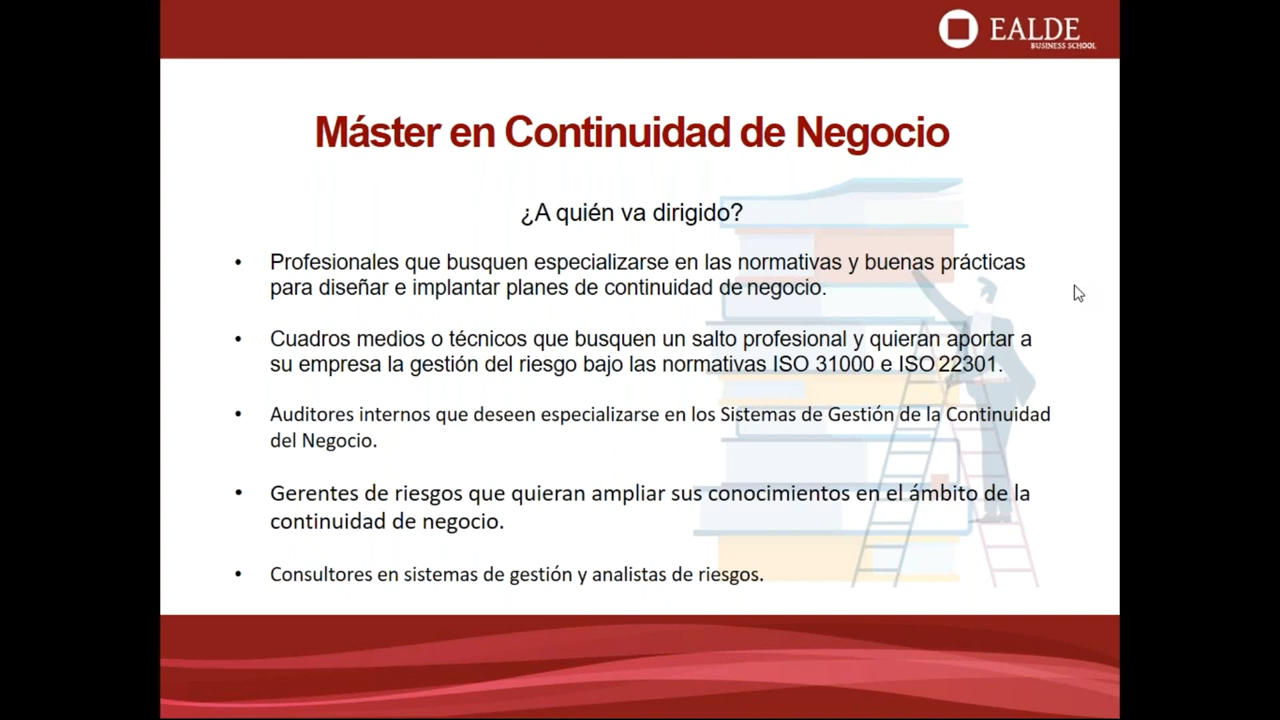 EALDE
BUSINESS SCHOOL
Máster en Continuidad de Negocio
¿A quién va dirigido?
• Profesionales que busquen especializarse en las normativas y buenas prácticas
para diseñar e implantar planes de continuidad de negocio.
• Cuadros medios o técnicos que busquen un salto profesional y quieran aportar a
su empresa la gestión del riesgo bajo las normativas ISO 31000 e ISO 22301.
• Auditores internos que deseen especializarse en los Sistemas de Gestión de la Continuidad
del Negocio.
• Gerentes de riesgos que quieran ampliar sus conocimientos en el ámbito de la
continuidad de negocio.
• Consultores en sistemas de gestión y analistas de riesgos.